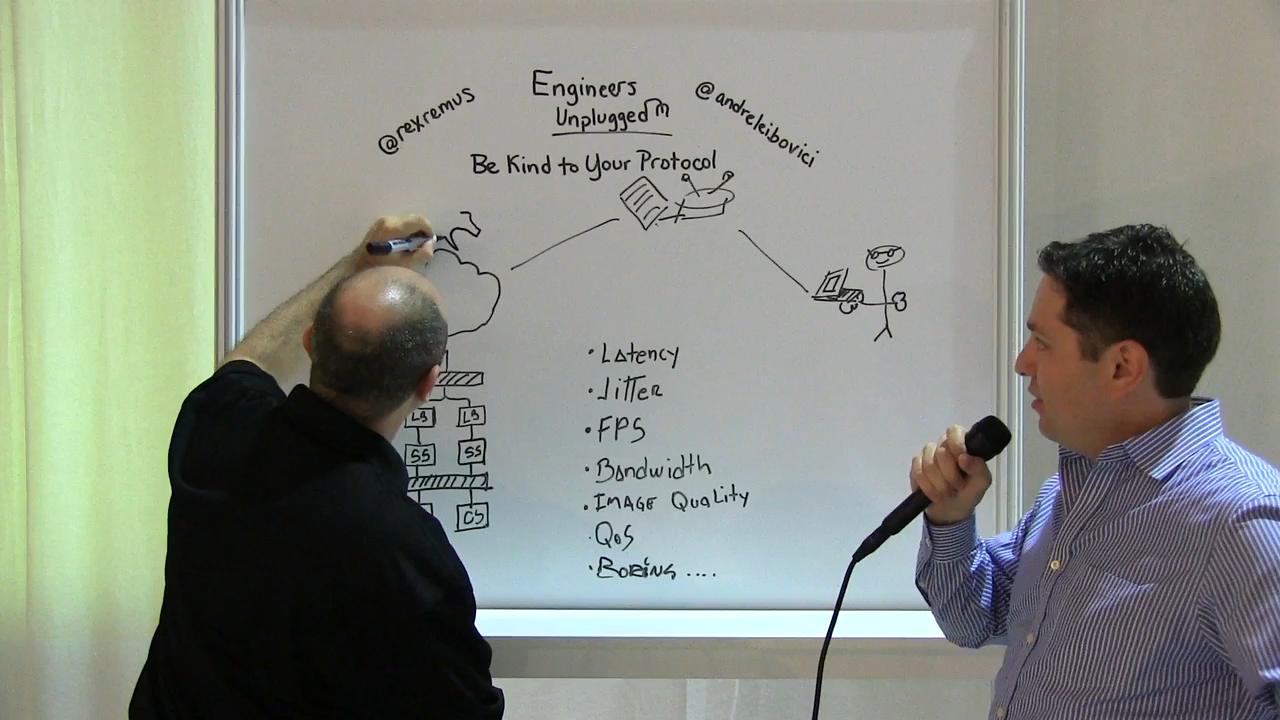 Engineers
Unplugged
@rexremus
@andreleibovici
Be Kind to Your Protocol
• Latency
• Jitter
• FPS
• Bandwidth
• IMAGE QuaLity
• QoS
• BORING ....
LB LB
SS SS
CS